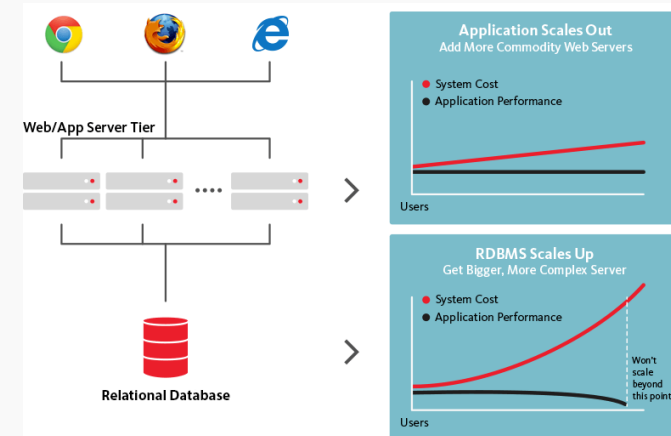 Web/App Server Tier
Relational Database
Application Scales Out
Add More Commodity Web Servers
System Cost
Application Performance
Users
RDBMS Scales Up
Get Bigger, More Complex Server
System Cost
Application Performance
Won't
scale
beyond
this point
Users